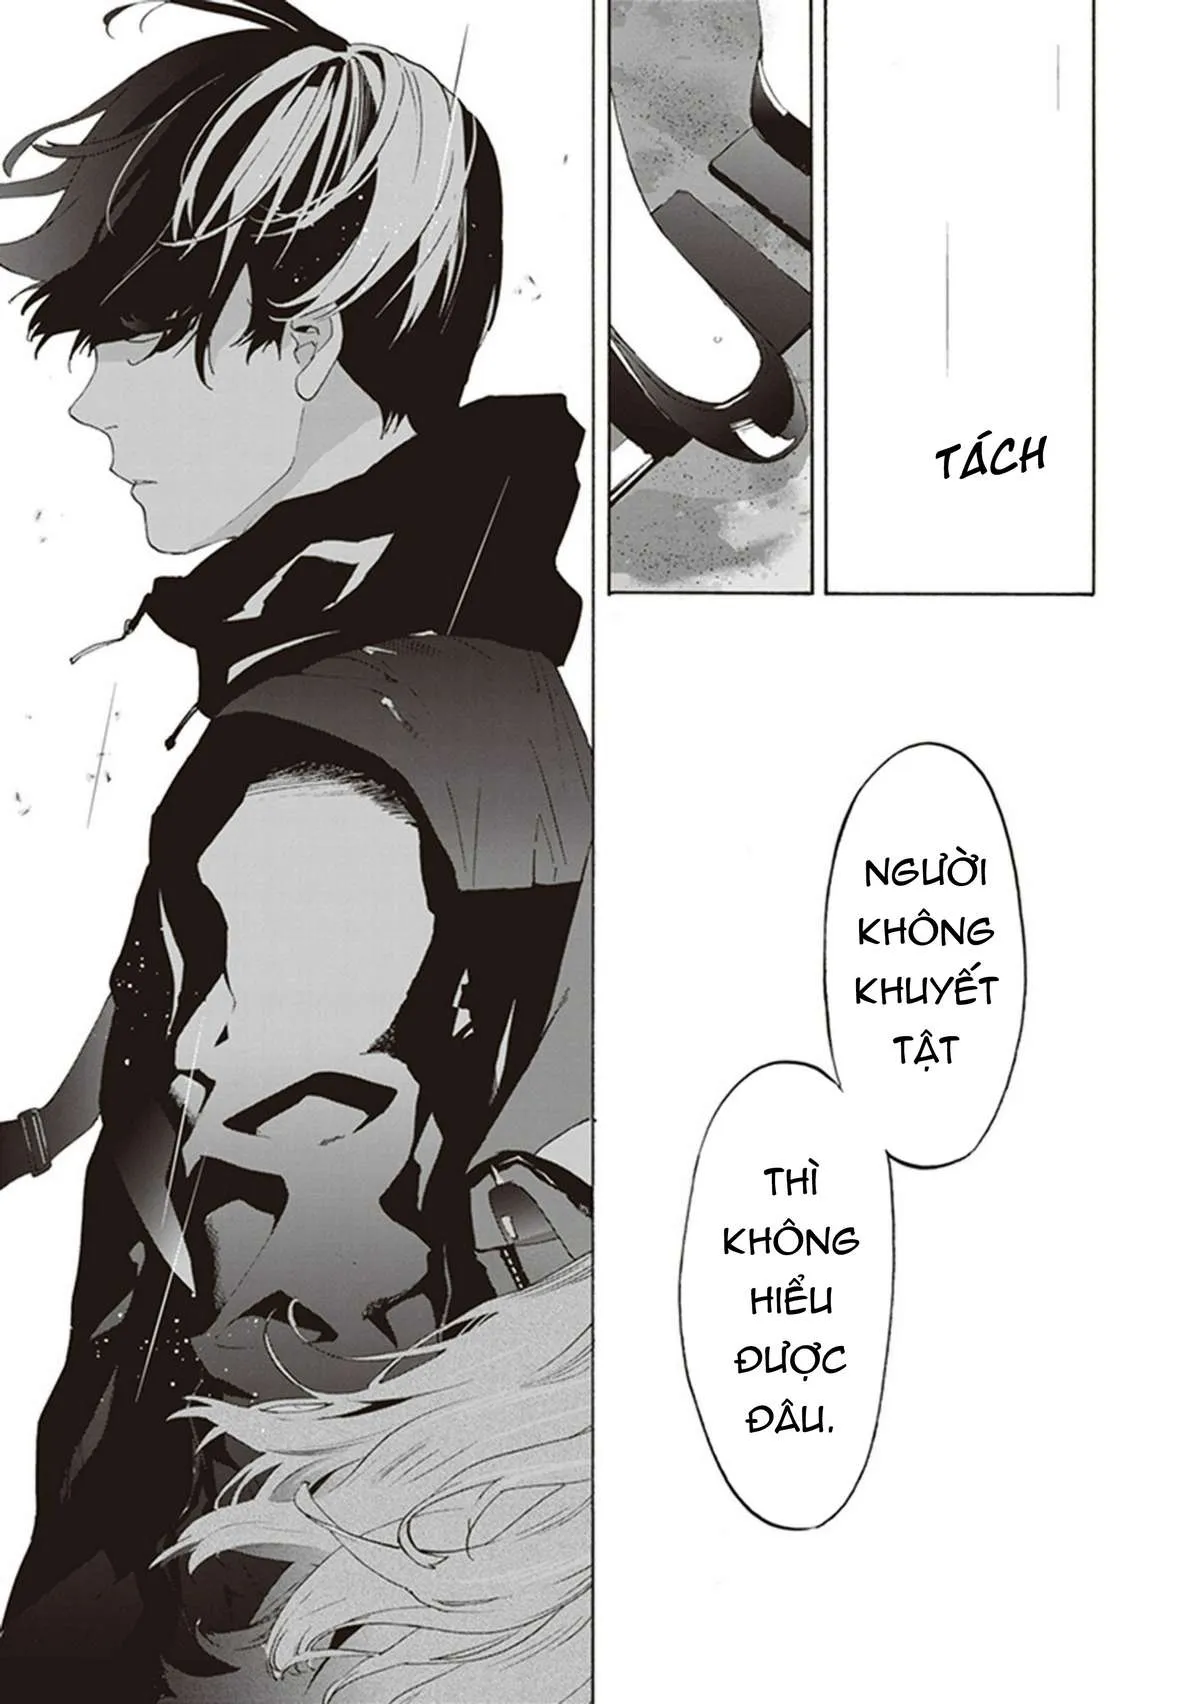 TÁCH
NGƯỜI
KHÔNG
KHUYẾT
TẬT
THÌ
KHÔNG
HIỂU
ĐƯỢC
ĐÂU.